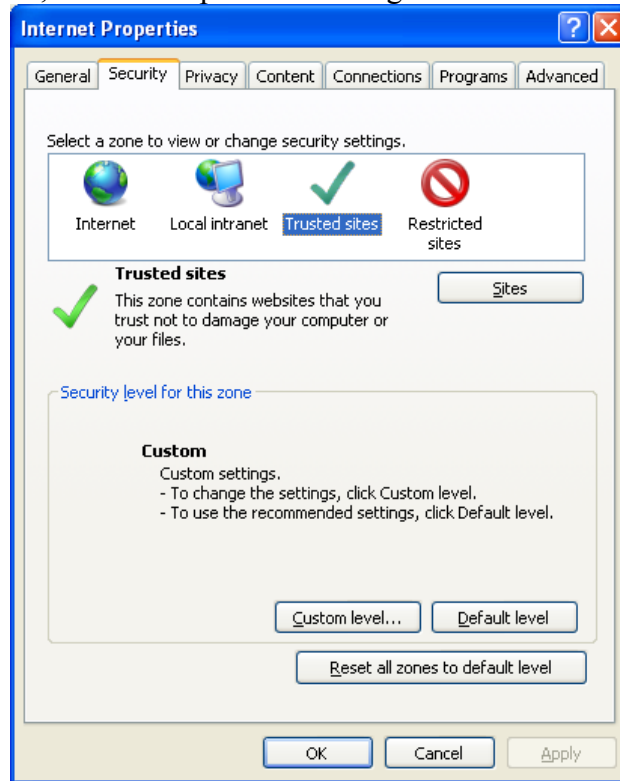 Internet Properties
General Security Privacy Content Connections Programs Advanced
Select a zone to view or change security settings.
Internet Local intranet Trusted sites Restricted
sites
Trusted sites
Sites
This zone contains websites that you
trust not to damage your computer or
your files.
Security level for this zone
Custom
Custom settings.
- To change the settings, click Custom level.
- To use the recommended settings, click Default level.
Custom level... Default level
Reset all zones to default level
OK Cancel Apply